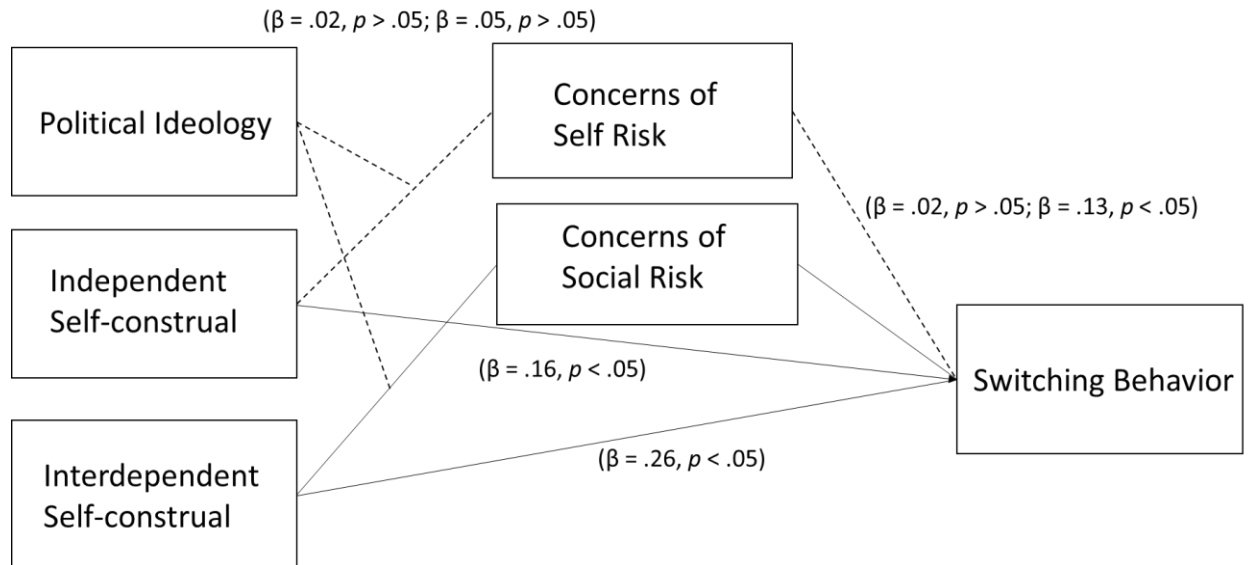 (β = .02, p > .05; β = .05, p > .05)
Political Ideology
Concerns of
Self Risk
(β = .02, p > .05; β = .13, p < .05)
Independent
Self-construal
Concerns of
Social Risk
(β = .16, p < .05)
Switching Behavior
(β = .26, p < .05)
Interdependent
Self-construal